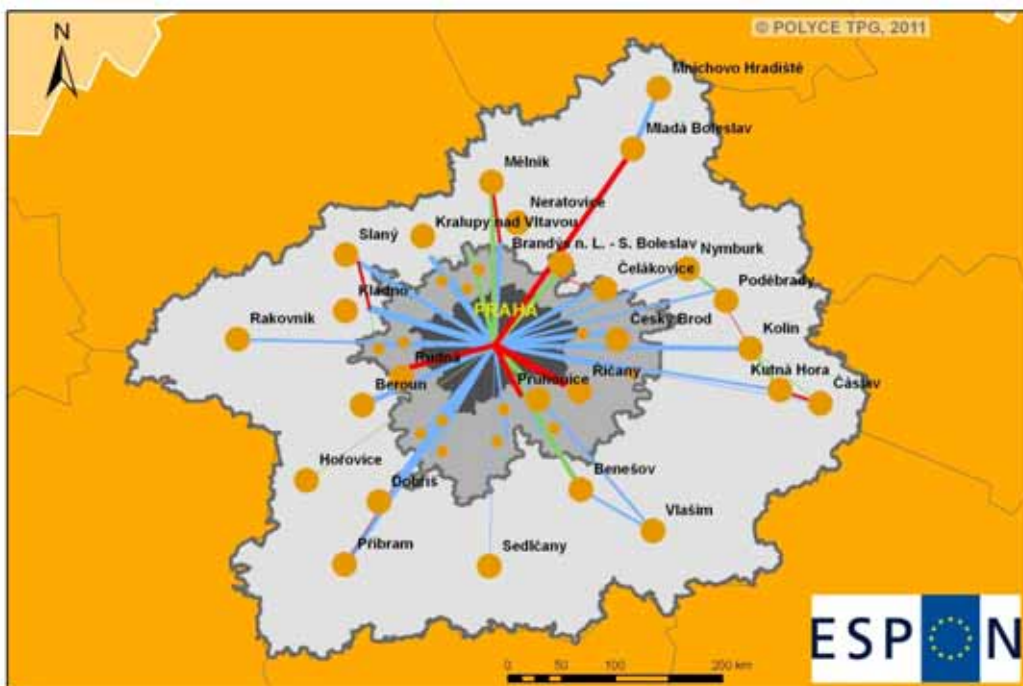 © POLYCE TPG, 2011
N
Mnichovo Hradiště
Mladá Boleslav
Mělník
Neratovice
Kralupy nad Vltavou
Slaný
Brandýs n. L. - S. Boleslav
Nymburk
Čelákovice
Poděbrady
Kladno
PRAHA
Rakovník
Český Brod
Kolín
Rudná
Říčany
Kutná Hora
Beroun
Průhonice
Čáslav
Hořovice
Benešov
Dobříš
Vlašim
Příbram
Sedlčany
ESPON
0 50 100 200 km